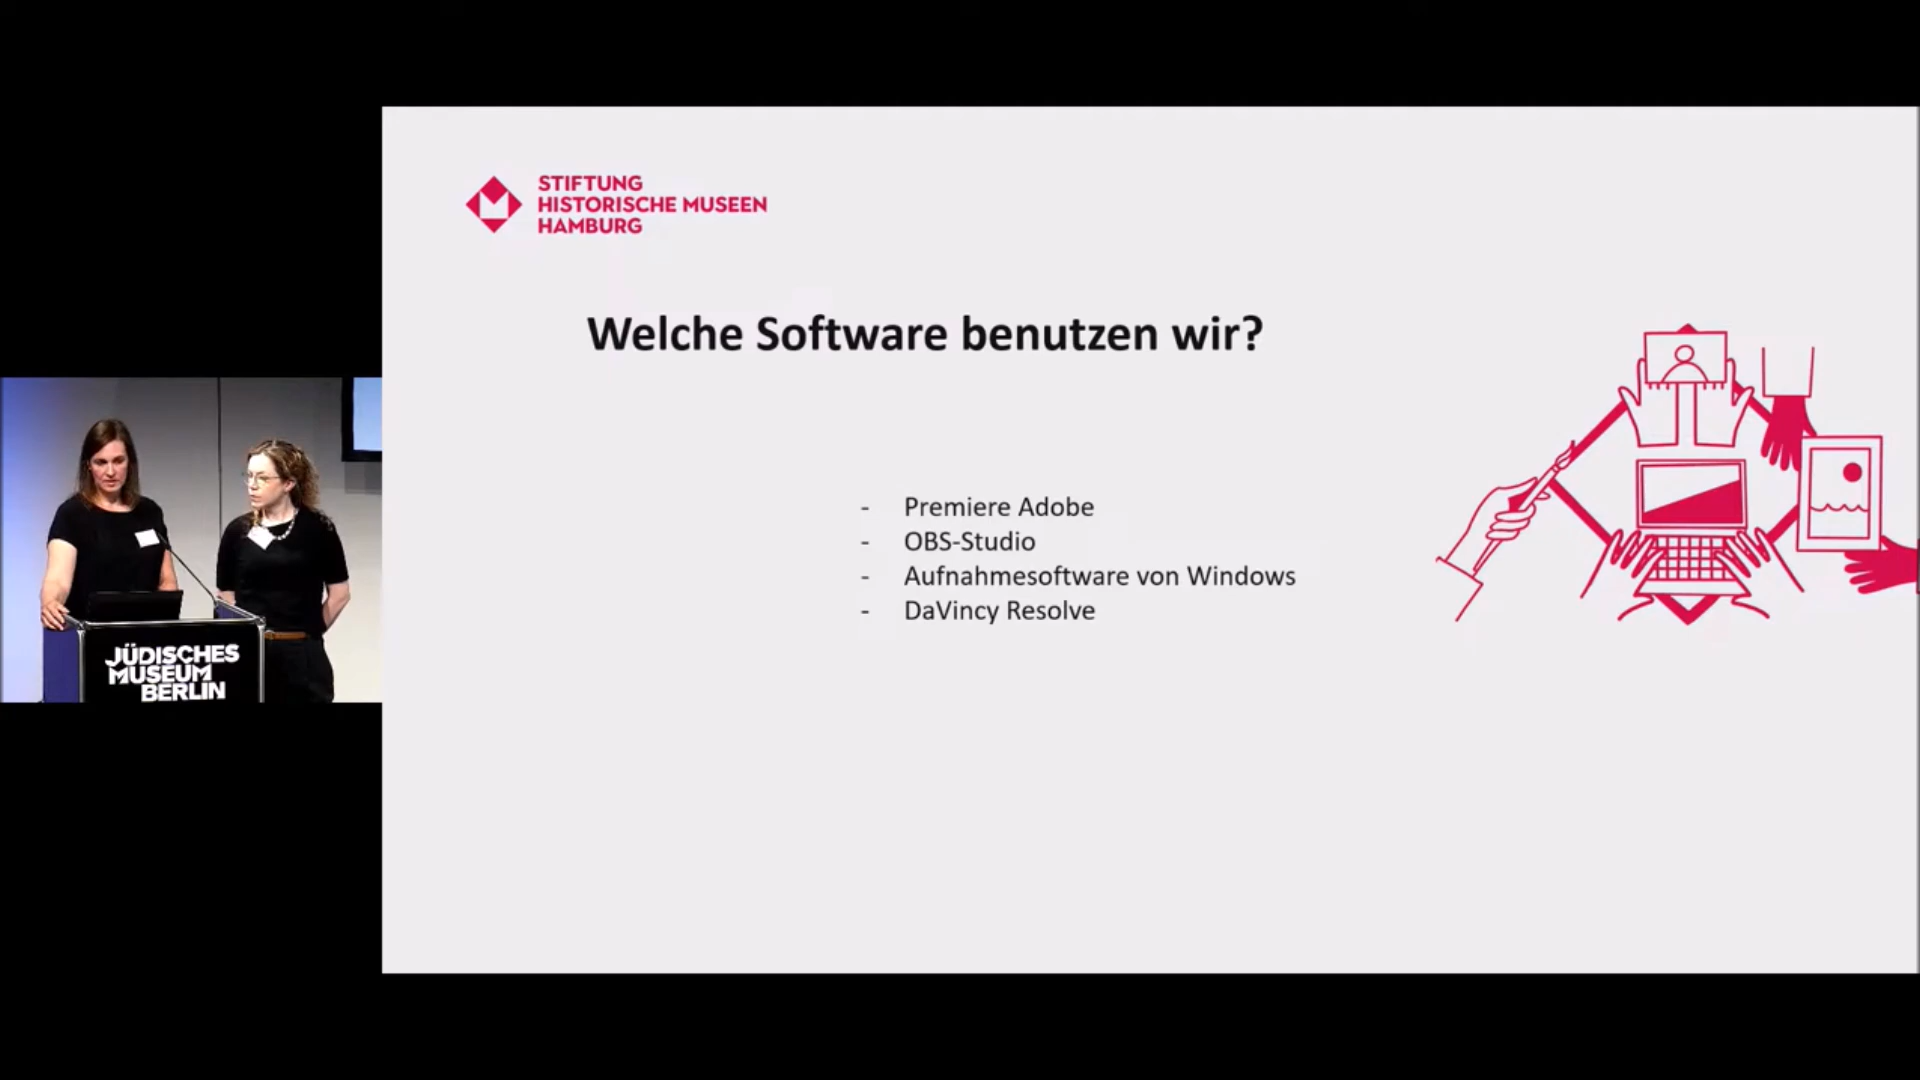 STIFTUNG
HISTORISCHE MUSEEN
HAMBURG
Welche Software benutzen wir?
- Premiere Adobe
- OBS-Studio
- Aufnahmesoftware von Windows
- DaVincy Resolve
JÜDISCHES
MUSEUM
BERLIN